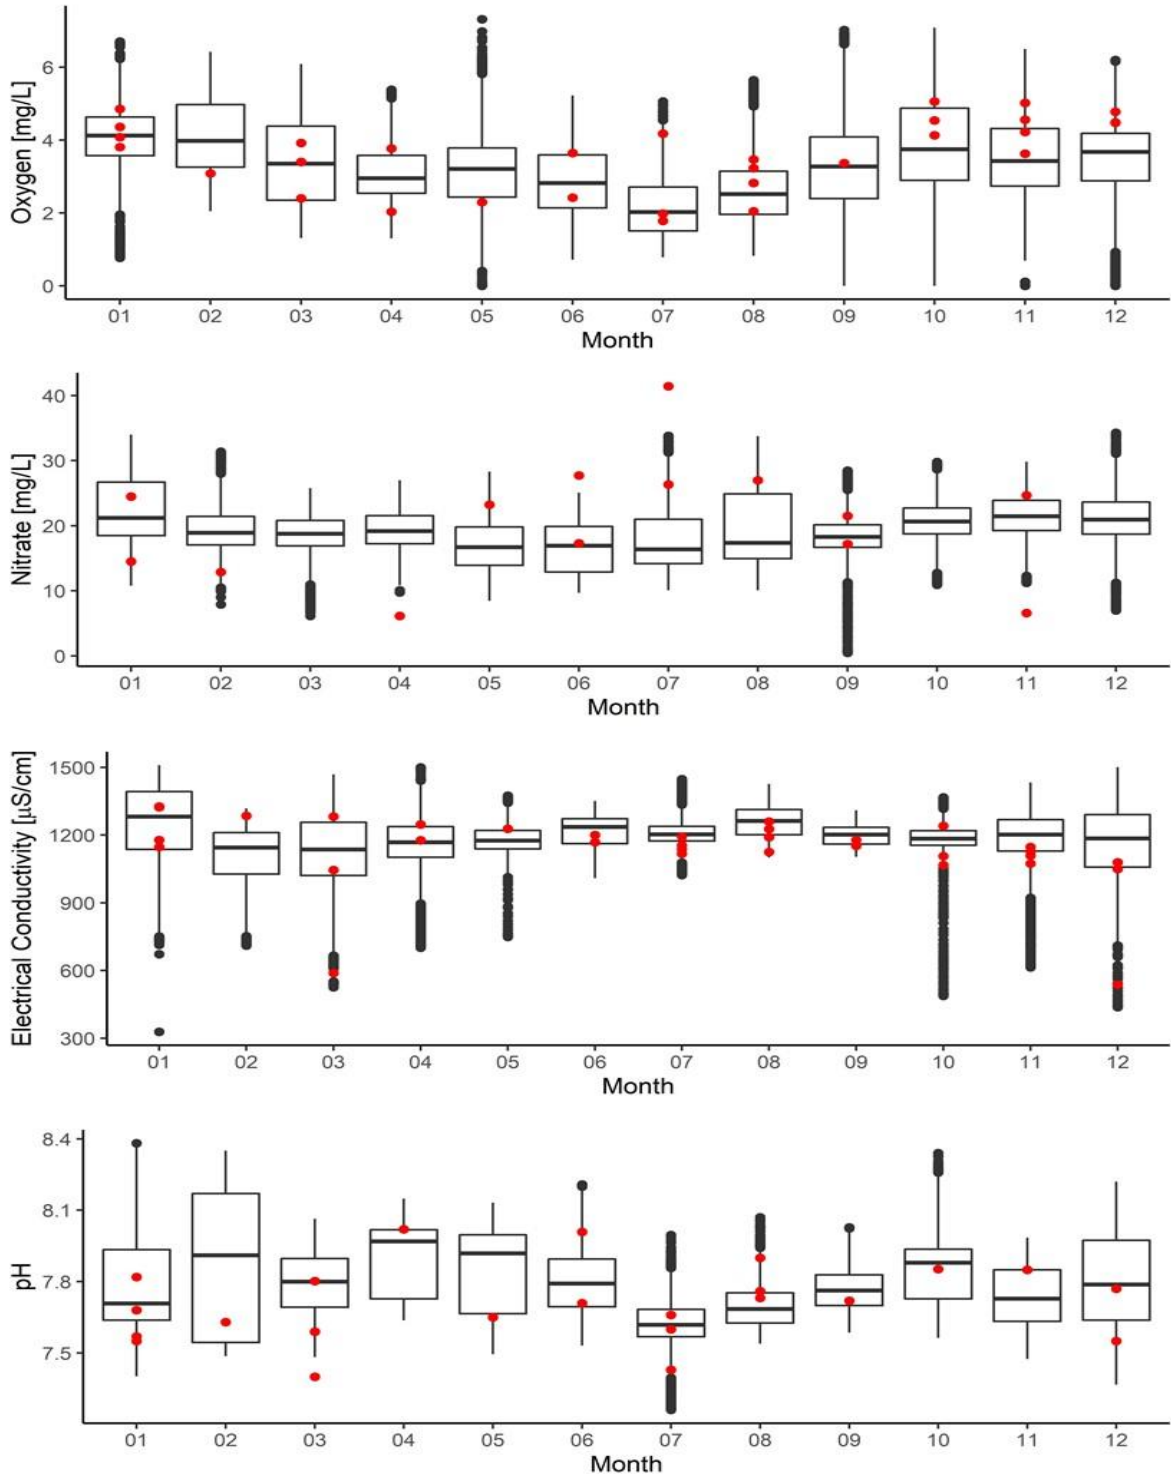 Oxygen [mg/L]
6
4
2
0
01 02 03 04 05 06 07 08 09 10 11 12
Month
Nitrate [mg/L]
40
30
20
10
0
01 02 03 04 05 06 07 08 09 10 11 12
Month
Electrical Conductivity [µS/cm]
1500
1200
900
600
300
01 02 03 04 05 06 07 08 09 10 11 12
Month
pH
8.4
8.1
7.8
7.5
01 02 03 04 05 06 07 08 09 10 11 12
Month